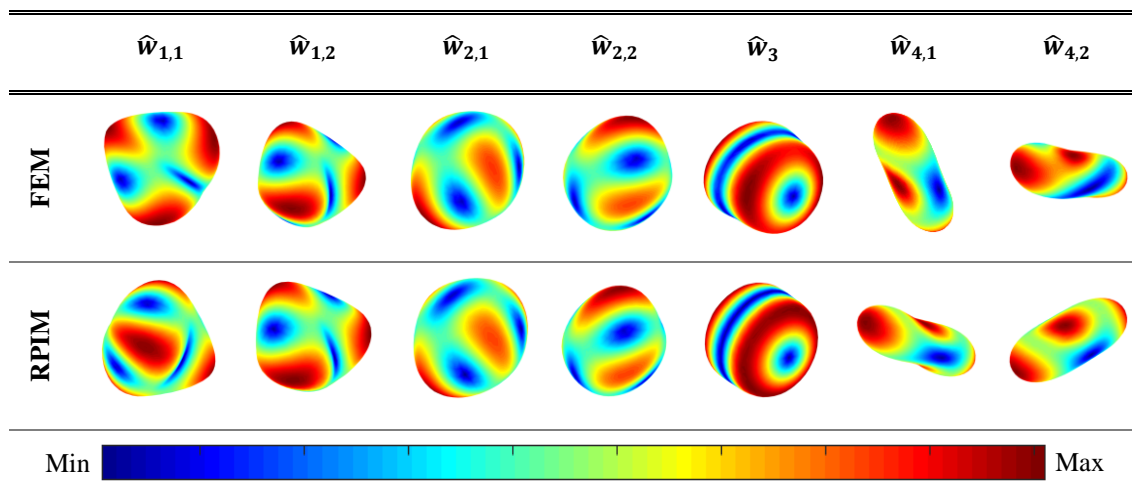 ŵ₁,₁ ŵ₁,₂ ŵ₂,₁ ŵ₂,₂ ŵ₃ ŵ₄,₁ ŵ₄,₂
FEM
RPIM
Min Max